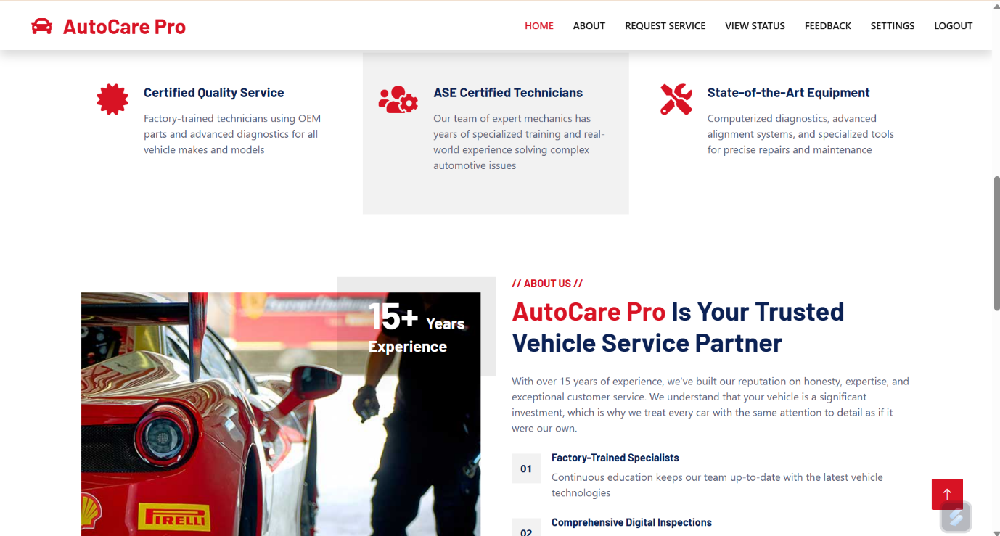 AutoCare Pro
HOME ABOUT REQUEST SERVICE VIEW STATUS FEEDBACK SETTINGS LOGOUT
Certified Quality Service
Factory-trained technicians using OEM
parts and advanced diagnostics for all
vehicle makes and models
ASE Certified Technicians
Our team of expert mechanics has
years of specialized training and real-
world experience solving complex
automotive issues
State-of-the-Art Equipment
Computerized diagnostics, advanced
alignment systems, and specialized tools
for precise repairs and maintenance
15+ Years
Experience
PIRELLI
// ABOUT US //
AutoCare Pro Is Your Trusted
Vehicle Service Partner
With over 15 years of experience, we've built our reputation on honesty, expertise, and
exceptional customer service. We understand that your vehicle is a significant
investment, which is why we treat every car with the same attention to detail as if it
were our own.
01
Factory-Trained Specialists
Continuous education keeps our team up-to-date with the latest vehicle
technologies
02
Comprehensive Digital Inspections